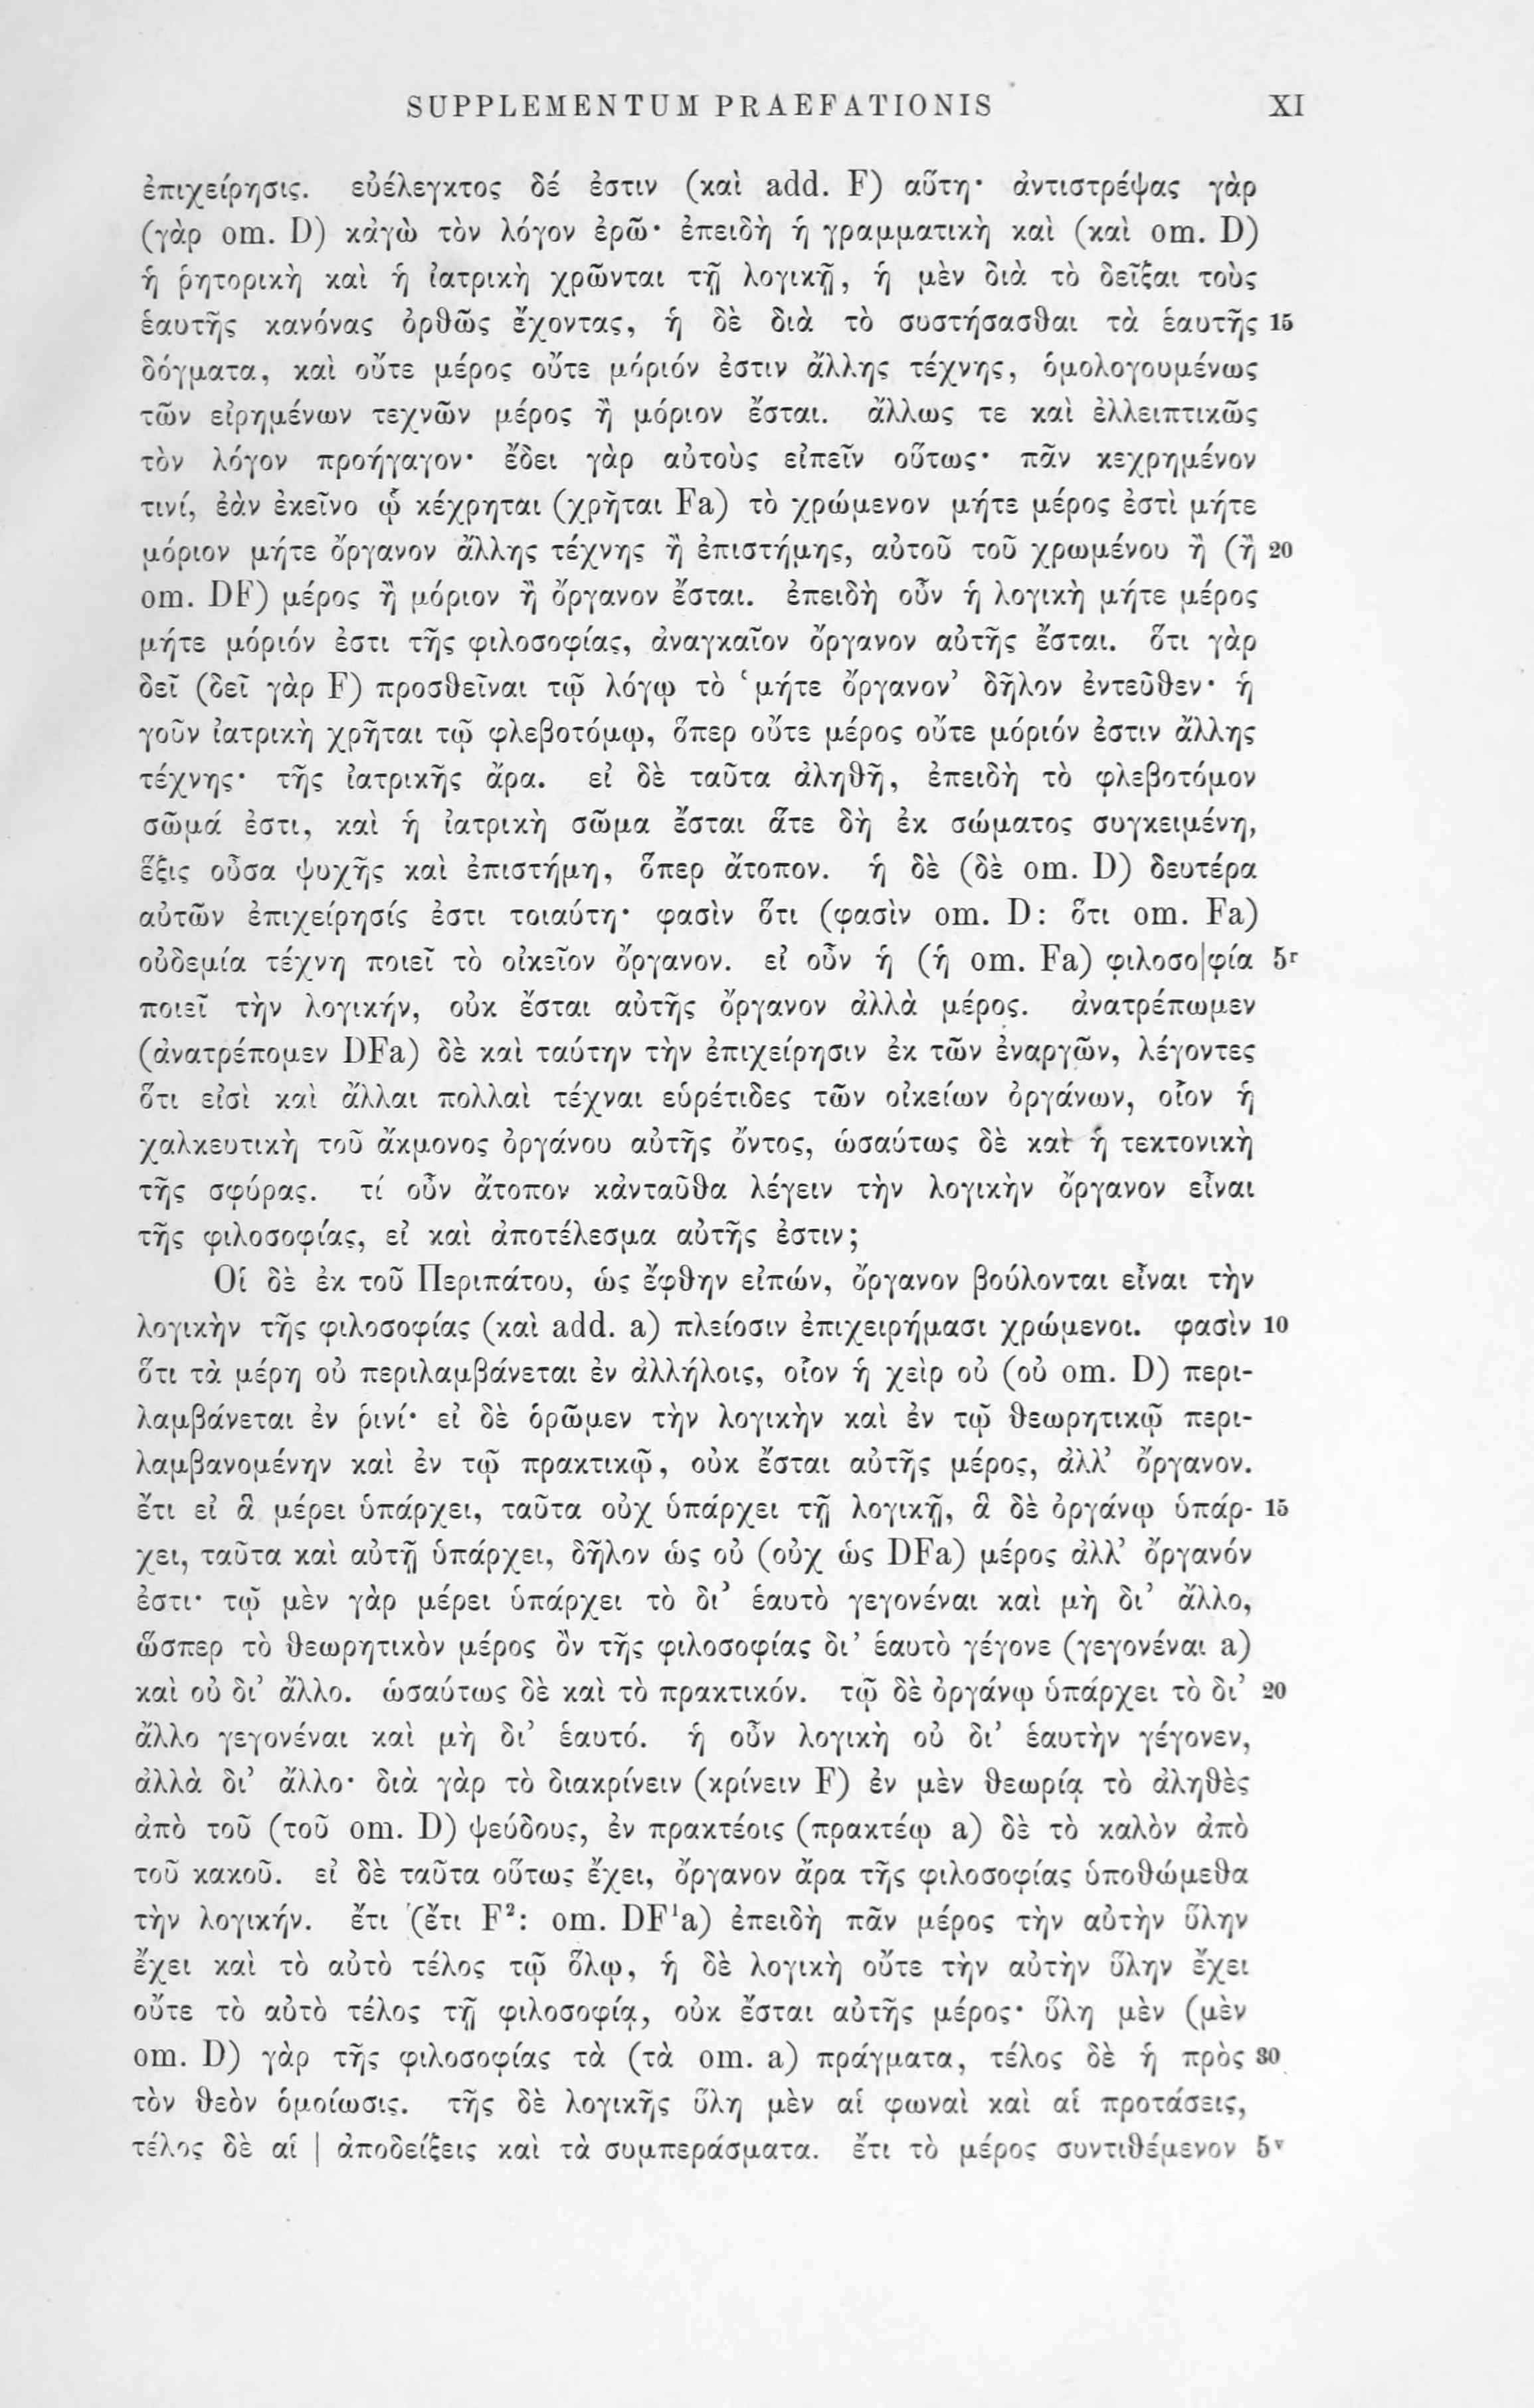 SUPPLEMENTUM PRAEFATIONIS XI
ἐπιχείρησις. εὐέλεγκτος δέ ἐστιν (καὶ add. F) αὕτη· ἀντιστρέψας γὰρ
(γὰρ om. D) κἀγὼ τὸν λόγον ἐρῶ· ἐπειδὴ ἡ γραμματικὴ καὶ (καὶ om. D)
ἡ ῥητορικὴ καὶ ἡ ἰατρικὴ χρῶνται τῇ λογικῇ, ἡ μὲν διὰ τὸ δεῖξαι τοὺς
ἑαυτῆς κανόνας ὀρθῶς ἔχοντας, ἡ δὲ διὰ τὸ συστήσασθαι τὰ ἑαυτῆς 15
δόγματα, καὶ οὔτε μέρος οὔτε μόριόν ἐστιν ἄλλης τέχνης, ὁμολογουμένως
τῶν εἰρημένων τεχνῶν μέρος ἢ μόριον ἔσται. ἄλλως τε καὶ ἐλλειπτικῶς
τὸν λόγον προήγαγον· ἔδει γὰρ αὐτοὺς εἰπεῖν οὕτως· πᾶν κεχρημένον
τινί, ἐὰν ἐκεῖνο ᾧ κέχρηται (χρῆται Fa) τὸ χρώμενον μήτε μέρος ἐστὶ μήτε
μόριον μήτε ὄργανον ἄλλης τέχνης ἢ ἐπιστήμης, αὐτοῦ τοῦ χρωμένου ἢ (ἢ 20
om. DF) μέρος ἢ μόριον ἢ ὄργανον ἔσται. ἐπειδὴ οὖν ἡ λογικὴ μήτε μέρος
μήτε μόριόν ἐστι τῆς φιλοσοφίας, ἀναγκαῖον ὄργανον αὐτῆς ἔσται. ὅτι γὰρ
δεῖ (δεῖ γὰρ F) προσθεῖναι τῷ λόγῳ τὸ ‘μήτε ὄργανον’ δῆλον ἐντεῦθεν· ἡ
γοῦν ἰατρικὴ χρῆται τῷ φλεβοτόμῳ, ὅπερ οὔτε μέρος οὔτε μόριόν ἐστιν ἄλλης
τέχνης· τῆς ἰατρικῆς ἄρα. εἰ δὲ ταῦτα ἀληθῆ, ἐπειδὴ τὸ φλεβοτόμον
σῶμά ἐστι, καὶ ἡ ἰατρικὴ σῶμα ἔσται ἅτε δὴ ἐκ σώματος συγκειμένη,
ἕξις οὖσα ψυχῆς καὶ ἐπιστήμη, ὅπερ ἄτοπον. ἡ δὲ (δὲ om. D) δευτέρα
αὐτῶν ἐπιχείρησίς ἐστι τοιαύτη· φασὶν ὅτι (φασὶν om. D: ὅτι om. Fa)
οὐδεμία τέχνη ποιεῖ τὸ οἰκεῖον ὄργανον. εἰ οὖν ἡ (ἡ om. Fa) φιλοσο|φία 5ʳ
ποιεῖ τὴν λογικήν, οὐκ ἔσται αὐτῆς ὄργανον ἀλλὰ μέρος. ἀνατρέπωμεν
(ἀνατρέπομεν DFa) δὲ καὶ ταύτην τὴν ἐπιχείρησιν ἐκ τῶν ἐναργῶν, λέγοντες
ὅτι εἰσὶ καὶ ἄλλαι πολλαὶ τέχναι εὑρέτιδες τῶν οἰκείων ὀργάνων, οἷον ἡ
χαλκευτικὴ τοῦ ἄκμονος ὀργάνου αὐτῆς ὄντος, ὡσαύτως δὲ καὶ ἡ τεκτονικὴ
τῆς σφύρας. τί οὖν ἄτοπον κἀνταῦθα λέγειν τὴν λογικὴν ὄργανον εἶναι
τῆς φιλοσοφίας, εἰ καὶ ἀποτέλεσμα αὐτῆς ἐστιν;
Οἱ δὲ ἐκ τοῦ Περιπάτου, ὡς ἔφθην εἰπών, ὄργανον βούλονται εἶναι τὴν
λογικὴν τῆς φιλοσοφίας (καὶ add. a) πλείοσιν ἐπιχειρήμασι χρώμενοι. φασὶν 10
ὅτι τὰ μέρη οὐ περιλαμβάνεται ἐν ἀλλήλοις, οἷον ἡ χεὶρ οὐ (οὐ om. D) περι-
λαμβάνεται ἐν ῥινί· εἰ δὲ ὁρῶμεν τὴν λογικὴν καὶ ἐν τῷ θεωρητικῷ περι-
λαμβανομένην καὶ ἐν τῷ πρακτικῷ, οὐκ ἔσται αὐτῆς μέρος, ἀλλ’ ὄργανον.
ἔτι εἰ ἃ μέρει ὑπάρχει, ταῦτα οὐχ ὑπάρχει τῇ λογικῇ, ἃ δὲ ὀργάνῳ ὑπάρ- 15
χει, ταῦτα καὶ αὐτῇ ὑπάρχει, δῆλον ὡς οὐ (οὐχ ὡς DFa) μέρος ἀλλ’ ὄργανόν
ἐστι· τῷ μὲν γὰρ μέρει ὑπάρχει τὸ δι’ ἑαυτὸ γεγονέναι καὶ μὴ δι’ ἄλλο,
ὥσπερ τὸ θεωρητικὸν μέρος ὂν τῆς φιλοσοφίας δι’ ἑαυτὸ γέγονε (γεγονέναι a)
καὶ οὐ δι’ ἄλλο. ὡσαύτως δὲ καὶ τὸ πρακτικόν. τῷ δὲ ὀργάνῳ ὑπάρχει τὸ δι’ 20
ἄλλο γεγονέναι καὶ μὴ δι’ ἑαυτό. ἡ οὖν λογικὴ οὐ δι’ ἑαυτὴν γέγονεν,
ἀλλὰ δι’ ἄλλο· διὰ γὰρ τὸ διακρίνειν (κρίνειν F) ἐν μὲν θεωρίᾳ τὸ ἀληθὲς
ἀπὸ τοῦ (τοῦ om. D) ψεύδους, ἐν πρακτέοις (πρακτέῳ a) δὲ τὸ καλὸν ἀπὸ
τοῦ κακοῦ. εἰ δὲ ταῦτα οὕτως ἔχει, ὄργανον ἄρα τῆς φιλοσοφίας ὑποθώμεθα
τὴν λογικήν. ἔτι (ἔτι F²: om. DF¹a) ἐπειδὴ πᾶν μέρος τὴν αὐτὴν ὕλην
ἔχει καὶ τὸ αὐτὸ τέλος τῷ ὅλῳ, ἡ δὲ λογικὴ οὔτε τὴν αὐτὴν ὕλην ἔχει
οὔτε τὸ αὐτὸ τέλος τῇ φιλοσοφίᾳ, οὐκ ἔσται αὐτῆς μέρος· ὕλη μὲν (μὲν
om. D) γὰρ τῆς φιλοσοφίας τὰ (τὰ om. a) πράγματα, τέλος δὲ ἡ πρὸς 30
τὸν θεὸν ὁμοίωσις. τῆς δὲ λογικῆς ὕλη μὲν αἱ φωναὶ καὶ αἱ προτάσεις,
τέλος δὲ αἱ | ἀποδείξεις καὶ τὰ συμπεράσματα. ἔτι τὸ μέρος συντιθέμενον 5ᵛ